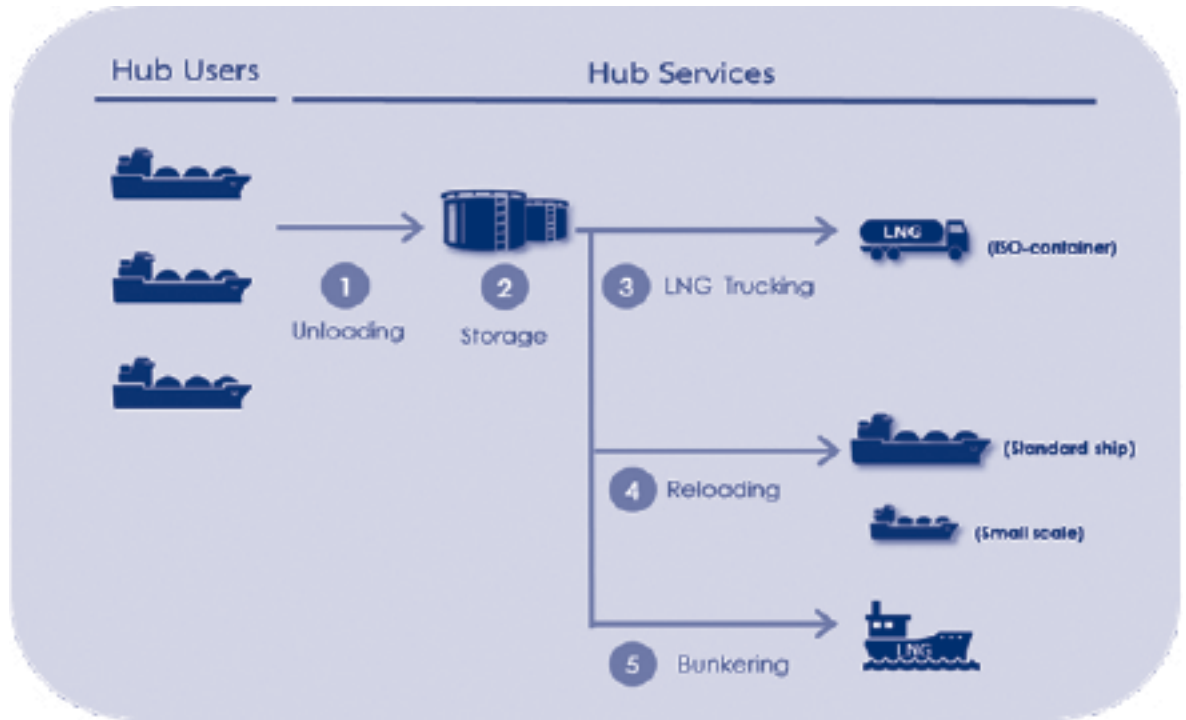 Hub Users
Hub Services
LNG
(ISO-container)
1
2
3 LNG Trucking
Unloading
Storage
(Standard ship)
4 Reloading
(Small scale)
LNG
5 Bunkering